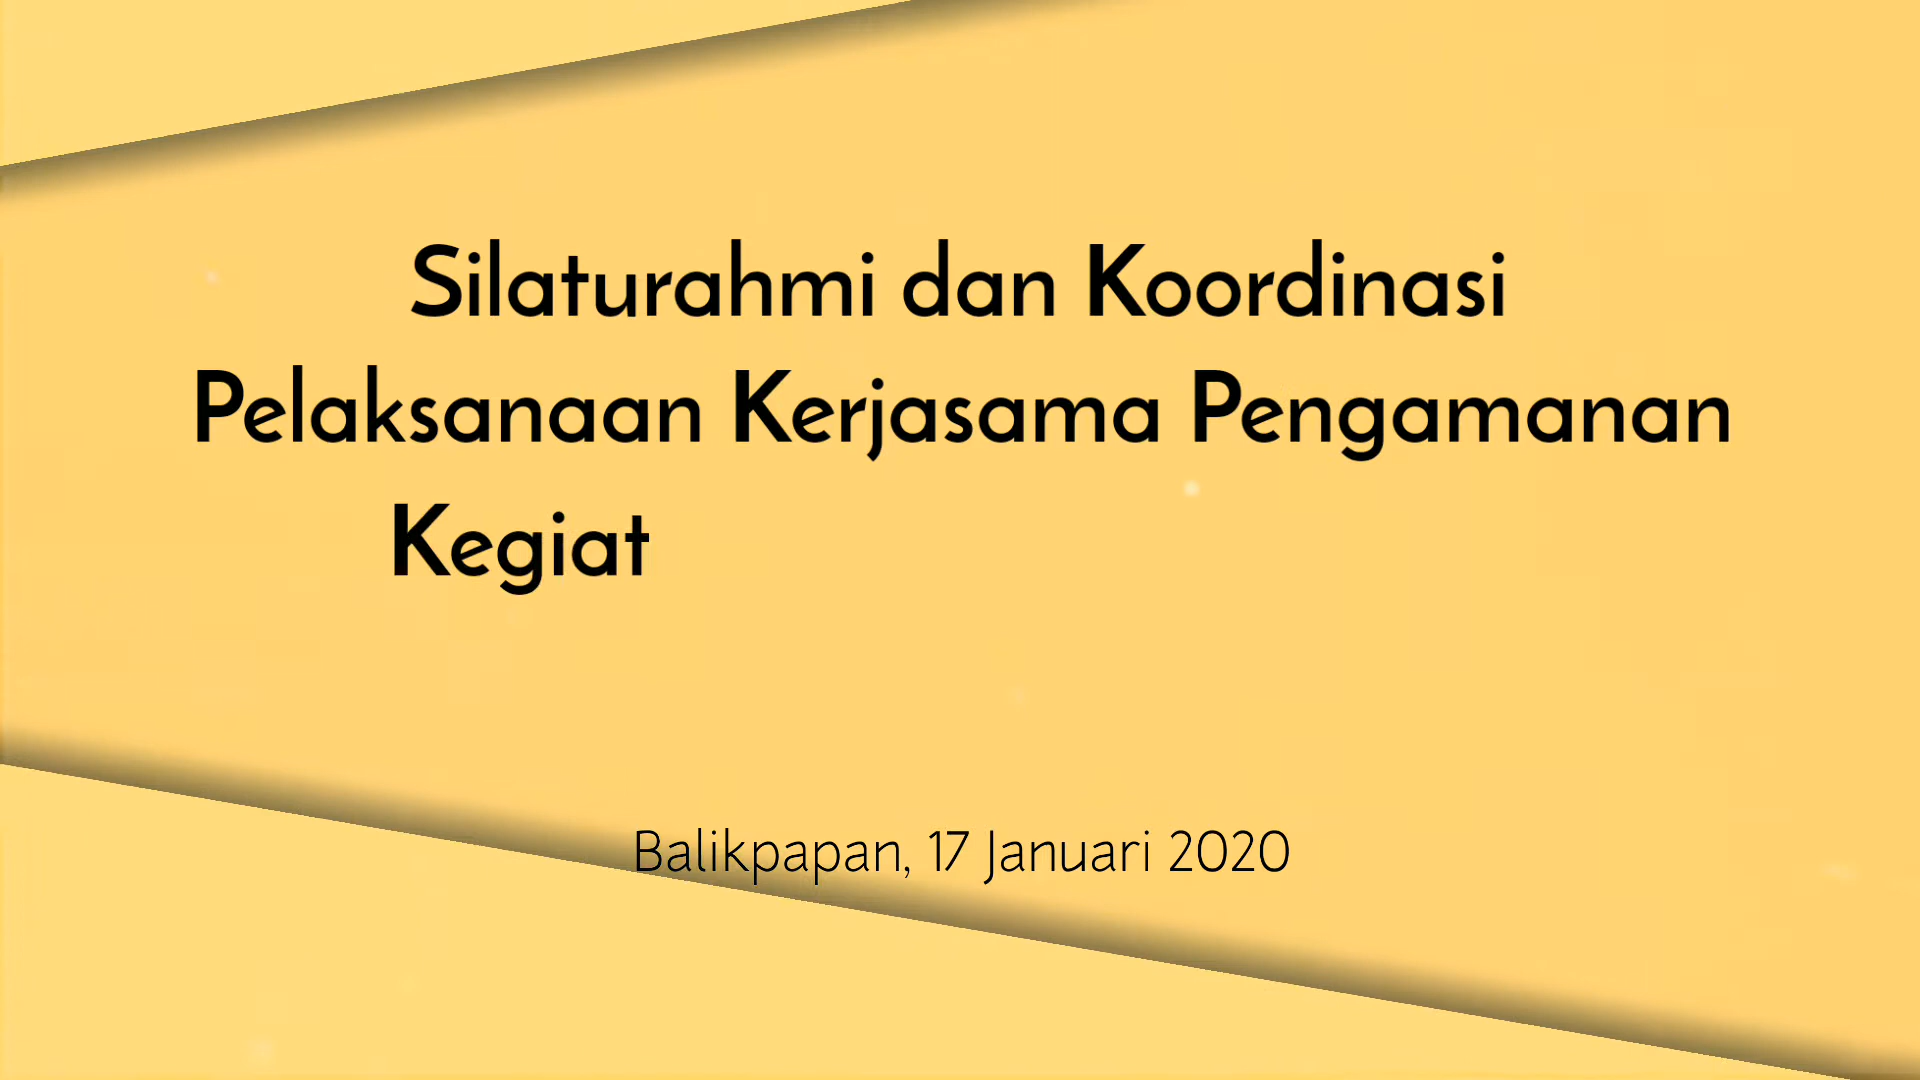 Silaturahmi dan Koordinasi
Pelaksanaan Kerjasama Pengamanan
Kegiat
Balikpapan, 17 Januari 2020